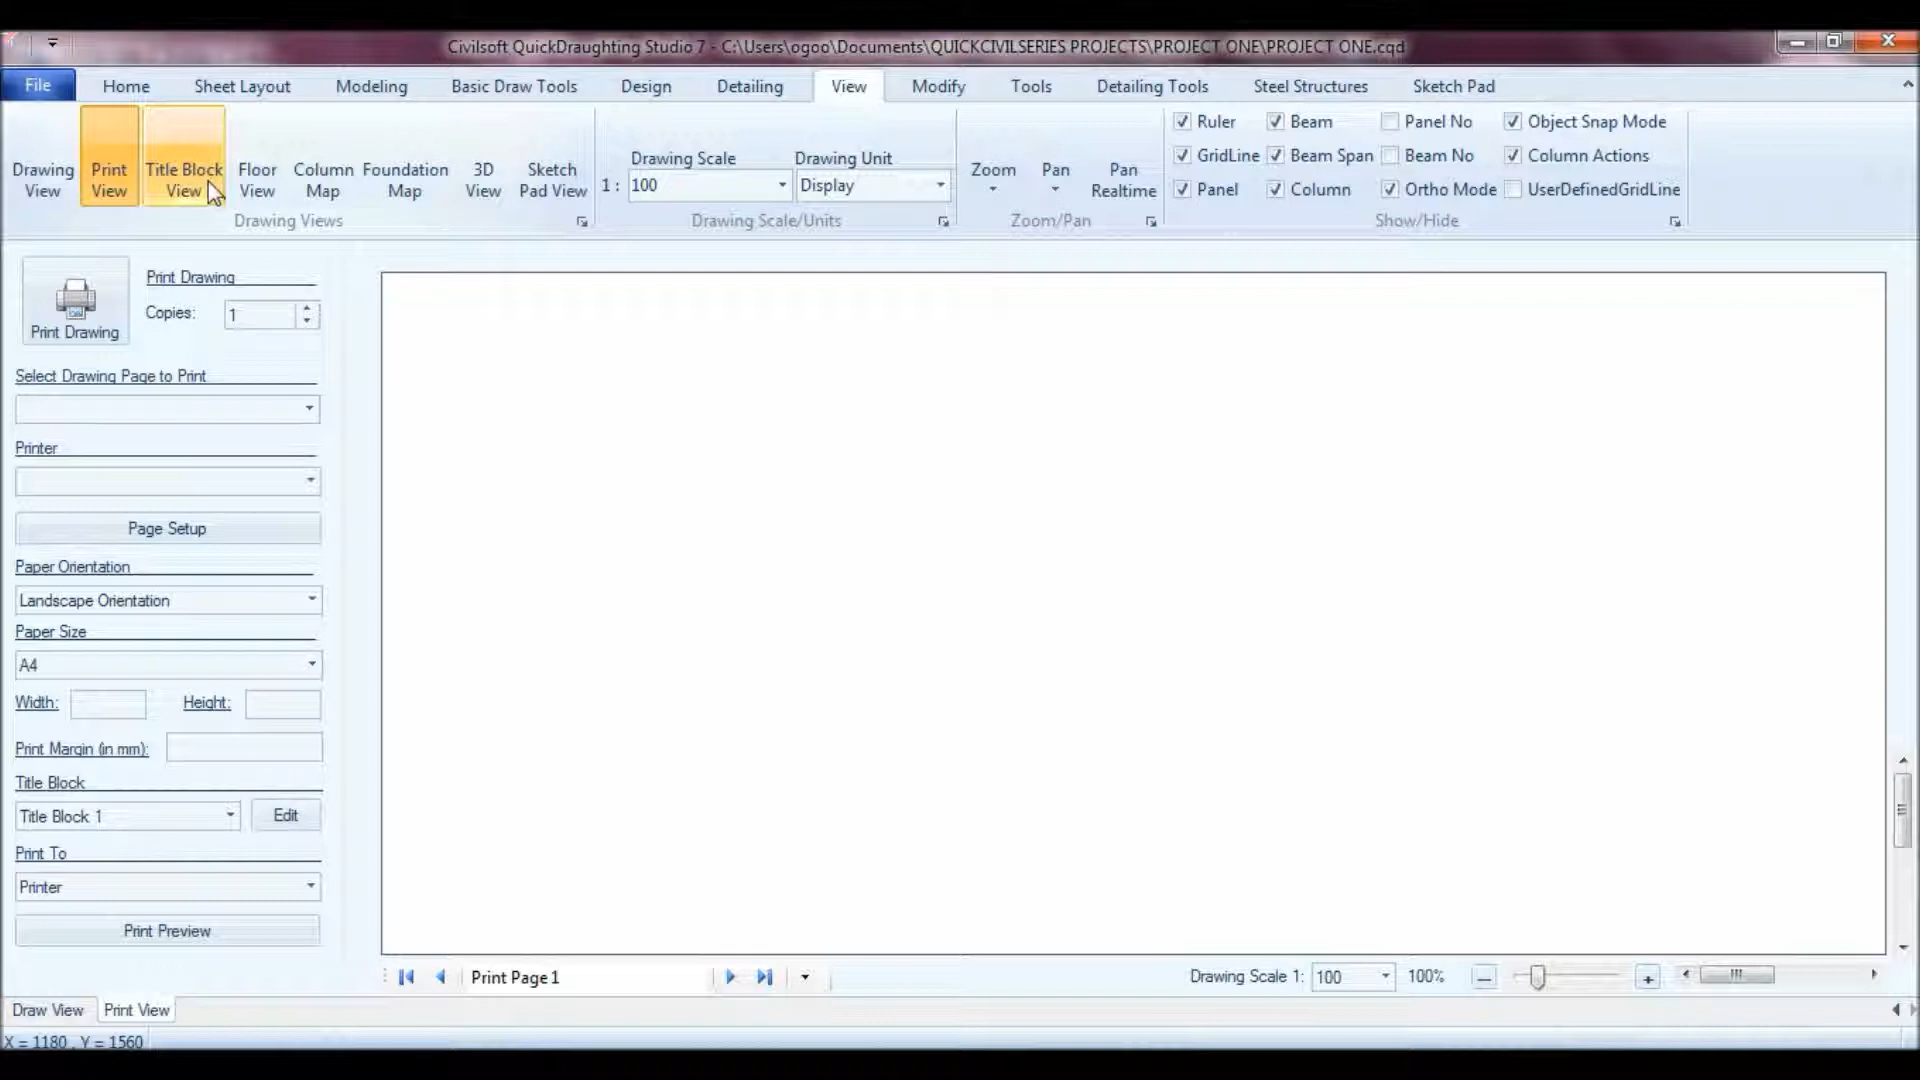 Civilsoft QuickDraughting Studio 7 - C:\Users\ogoo\Documents\QUICKCIVILSERIES PROJECTS\PROJECT ONE\PROJECT ONE.cqd
File Home Sheet Layout Modeling Basic Draw Tools Design Detailing View Modify Tools Detailing Tools Steel Structures Sketch Pad
Drawing View
Print View
Title Block View
Floor View
Column Map
Foundation Map
3D View
Sketch Pad View
Drawing Views
Drawing Scale
1 : 100
Drawing Unit
Display
Drawing Scale/Units
Zoom
Pan
Pan Realtime
Zoom/Pan
Ruler Beam Panel No Object Snap Mode
GridLine Beam Span Beam No Column Actions
Panel Column Ortho Mode UserDefinedGridLine
Show/Hide
Print Drawing
Print Drawing
Copies: 1
Select Drawing Page to Print
Printer
Page Setup
Paper Orientation
Landscape Orientation
Paper Size
A4
Width: Height:
Print Margin (in mm):
Title Block
Title Block 1 Edit
Print To
Printer
Print Preview
Print Page 1
Drawing Scale 1: 100 100%
Draw View Print View
X = 1180 , Y = 1560